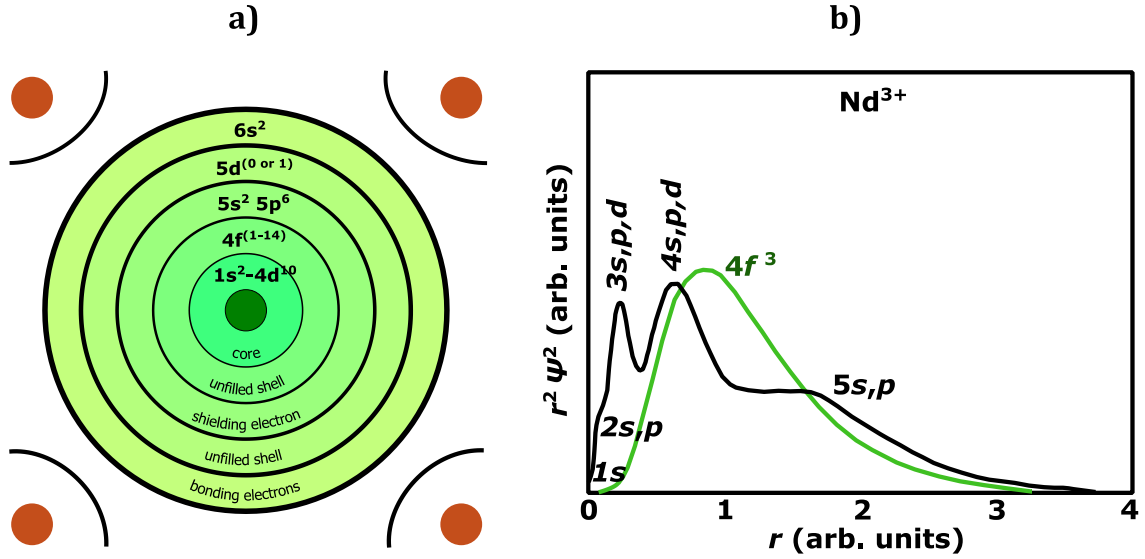 a)
6s²
5d⁽⁰ ᵒʳ ¹⁾
5s² 5p⁶
4f⁽¹⁻¹⁴⁾
1s²-4d¹⁰
core
unfilled shell
shielding electron
unfilled shell
bonding electrons
b)
Nd³⁺
r² ψ² (arb. units)
1s
2s,p
3s,p,d
4s,p,d
4f ³
5s,p
0 1 2 3 4
r (arb. units)